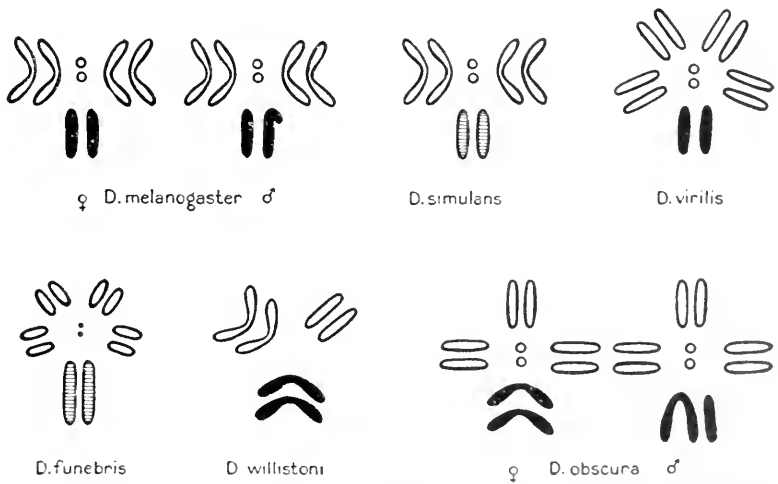 ♀ D. melanogaster ♂
D. simulans
D. virilis
D. funebris
D willistoni
♀ D. obscura ♂